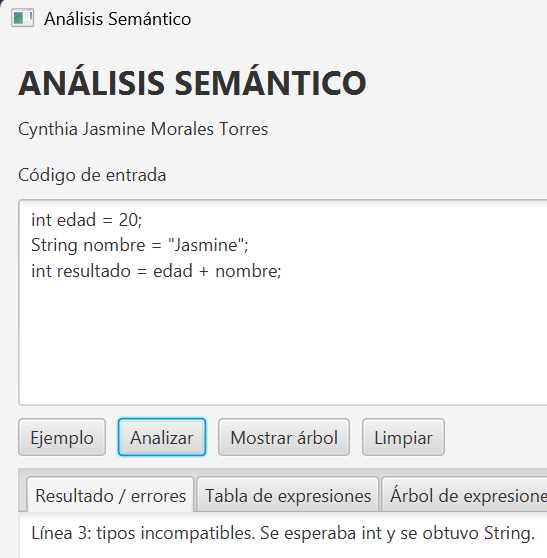 Análisis Semántico
ANÁLISIS SEMÁNTICO
Cynthia Jasmine Morales Torres
Código de entrada
int edad = 20;
String nombre = "Jasmine";
int resultado = edad + nombre;
Ejemplo Analizar Mostrar árbol Limpiar
Resultado / errores Tabla de expresiones Árbol de expresione
Línea 3: tipos incompatibles. Se esperaba int y se obtuvo String.